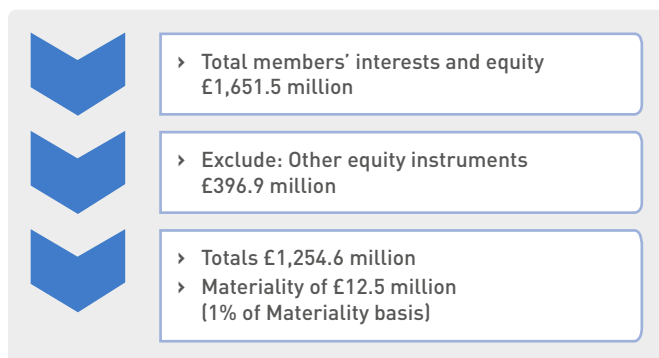 › Total members’ interests and equity
£1,651.5 million
› Exclude: Other equity instruments
£396.9 million
› Totals £1,254.6 million
› Materiality of £12.5 million
(1% of Materiality basis)